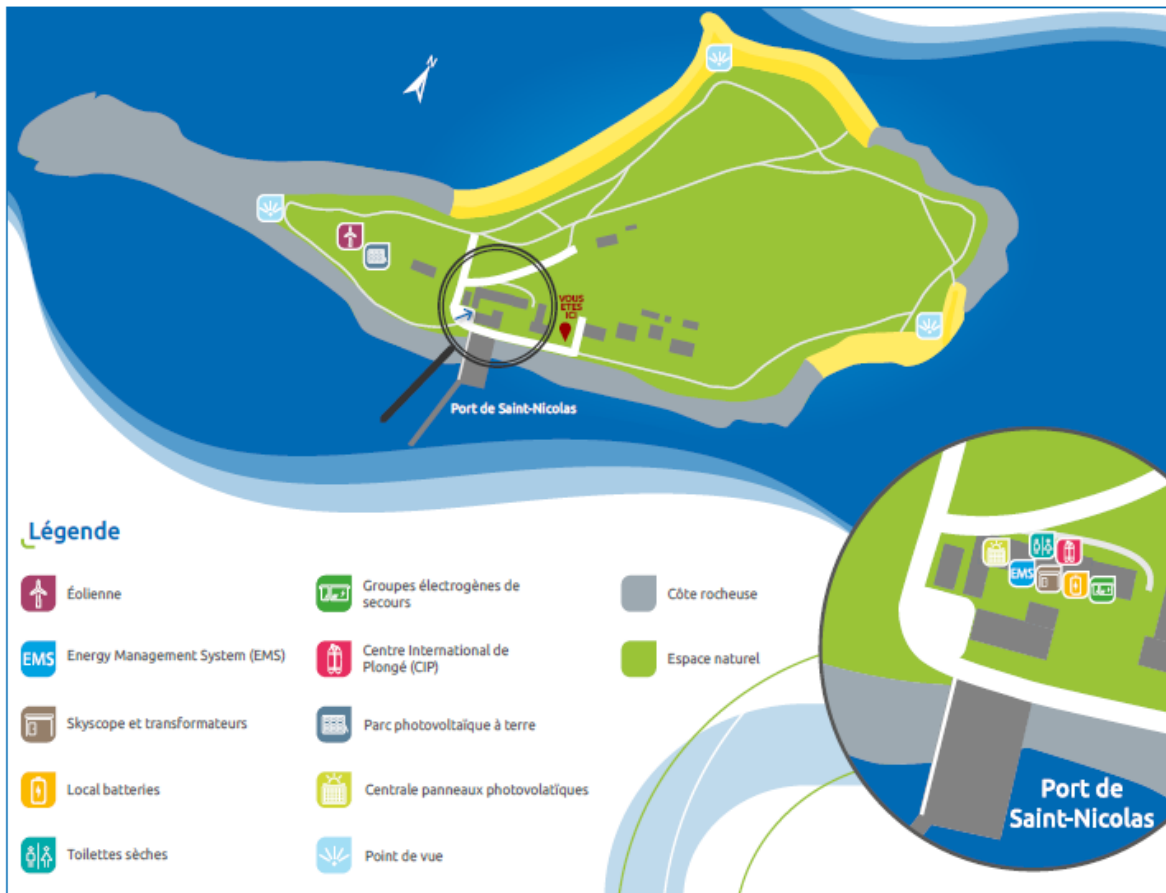 N
VOUS
ETES
ICI
Port de Saint-Nicolas
Légende
Éolienne
EMS
Energy Management System (EMS)
Skyscope et transformateurs
Local batteries
Toilettes sèches
Groupes électrogènes de
secours
Centre International de
Plongé (CIP)
Parc photovoltaïque à terre
Centrale panneaux photovolatïques
Point de vue
Côte rocheuse
Espace naturel
EMS
Port de
Saint-Nicolas